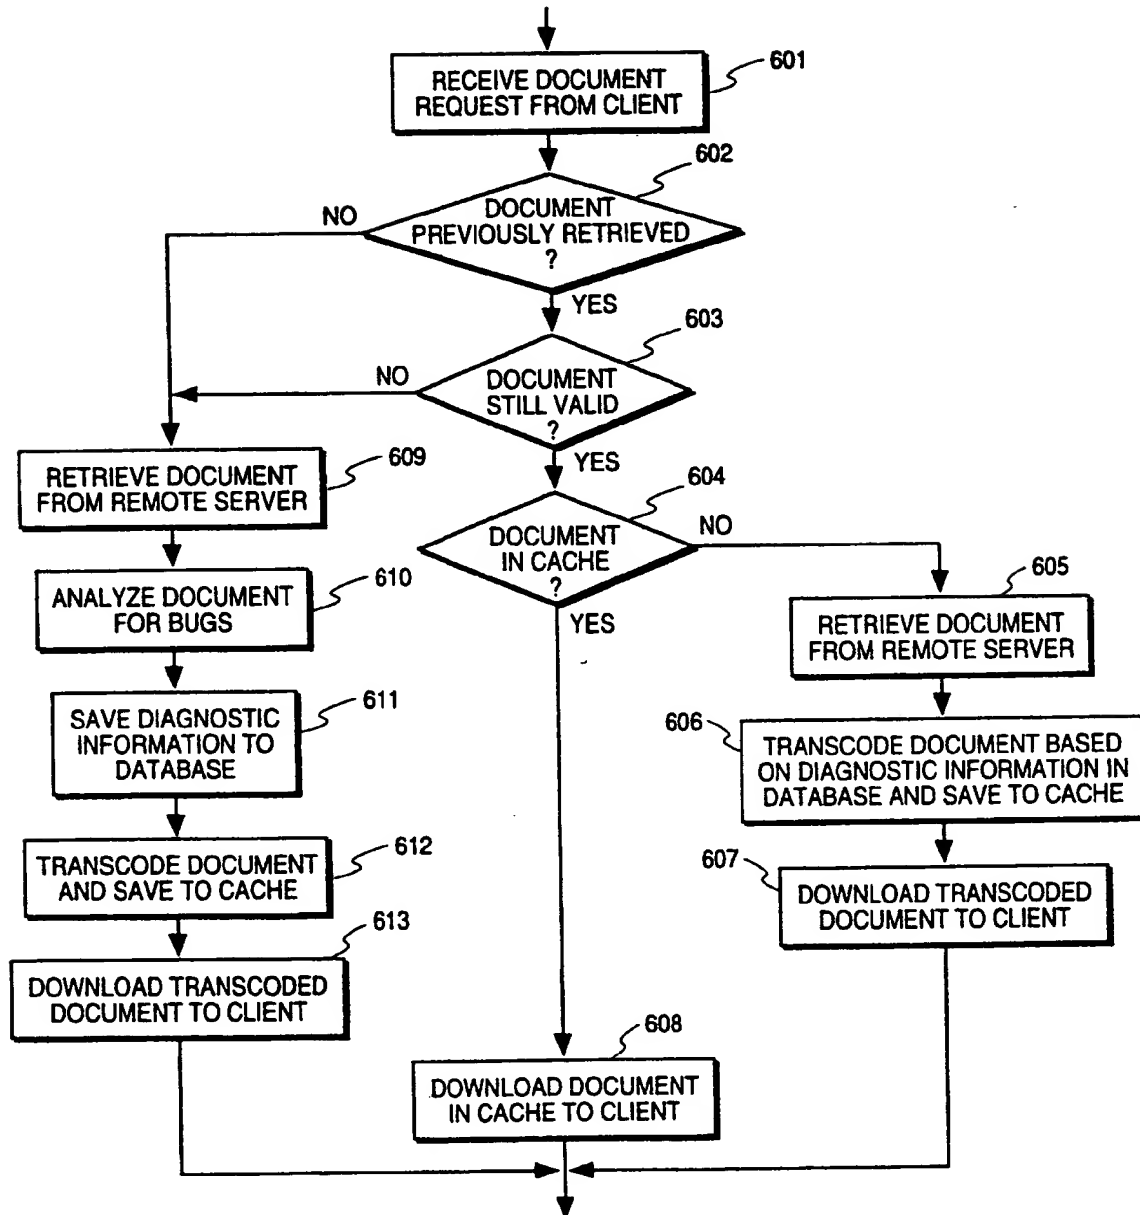 601
RECEIVE DOCUMENT
REQUEST FROM CLIENT
602
NO
DOCUMENT
PREVIOUSLY RETRIEVED
?
YES
603
NO
DOCUMENT
STILL VALID
?
YES
609
RETRIEVE DOCUMENT
FROM REMOTE SERVER
604
NO
DOCUMENT
IN CACHE
?
YES
610
ANALYZE DOCUMENT
FOR BUGS
605
RETRIEVE DOCUMENT
FROM REMOTE SERVER
611
SAVE DIAGNOSTIC
INFORMATION TO
DATABASE
606
TRANSCODE DOCUMENT BASED
ON DIAGNOSTIC INFORMATION IN
DATABASE AND SAVE TO CACHE
612
TRANSCODE DOCUMENT
AND SAVE TO CACHE
607
DOWNLOAD TRANSCODED
DOCUMENT TO CLIENT
613
DOWNLOAD TRANSCODED
DOCUMENT TO CLIENT
608
DOWNLOAD DOCUMENT
IN CACHE TO CLIENT